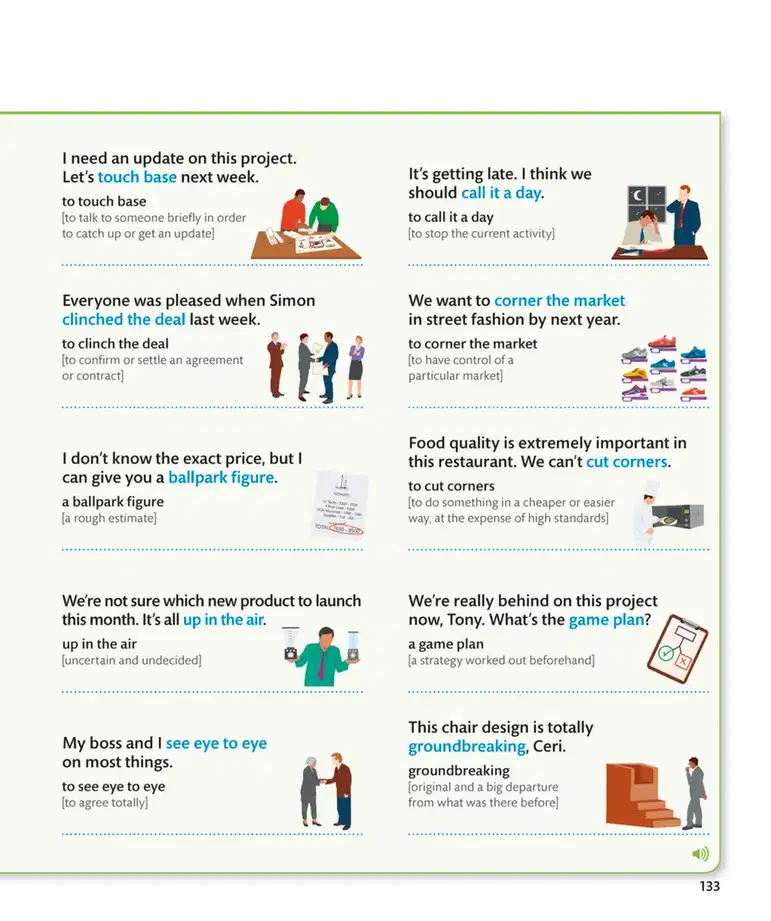 I need an update on this project.
Let's touch base next week.
to touch base
[to talk to someone briefly in order
to catch up or get an update]
Everyone was pleased when Simon
clinched the deal last week.
to clinch the deal
[to confirm or settle an agreement
or contract]
I don't know the exact price, but I
can give you a ballpark figure.
a ballpark figure
[a rough estimate]
TOTAL
We're not sure which new product to launch
this month. It's all up in the air.
up in the air
[uncertain and undecided]
My boss and I see eye to eye
on most things.
to see eye to eye
[to agree totally]
It's getting late. I think we
should call it a day.
to call it a day
[to stop the current activity]
We want to corner the market
in street fashion by next year.
to corner the market
[to have control of a
particular market]
Food quality is extremely important in
this restaurant. We can't cut corners.
to cut corners
[to do something in a cheaper or easier
way, at the expense of high standards]
We're really behind on this project
now, Tony. What's the game plan?
a game plan
[a strategy worked out beforehand]
This chair design is totally
groundbreaking, Ceri.
groundbreaking
[original and a big departure
from what was there before]
133